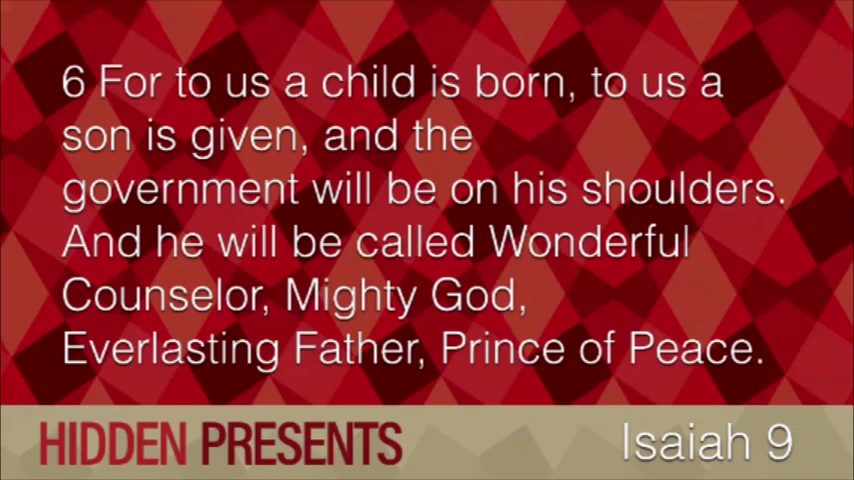 6 For to us a child is born, to us a
son is given, and the
government will be on his shoulders.
And he will be called Wonderful
Counselor, Mighty God,
Everlasting Father, Prince of Peace.
HIDDEN PRESENTS
Isaiah 9